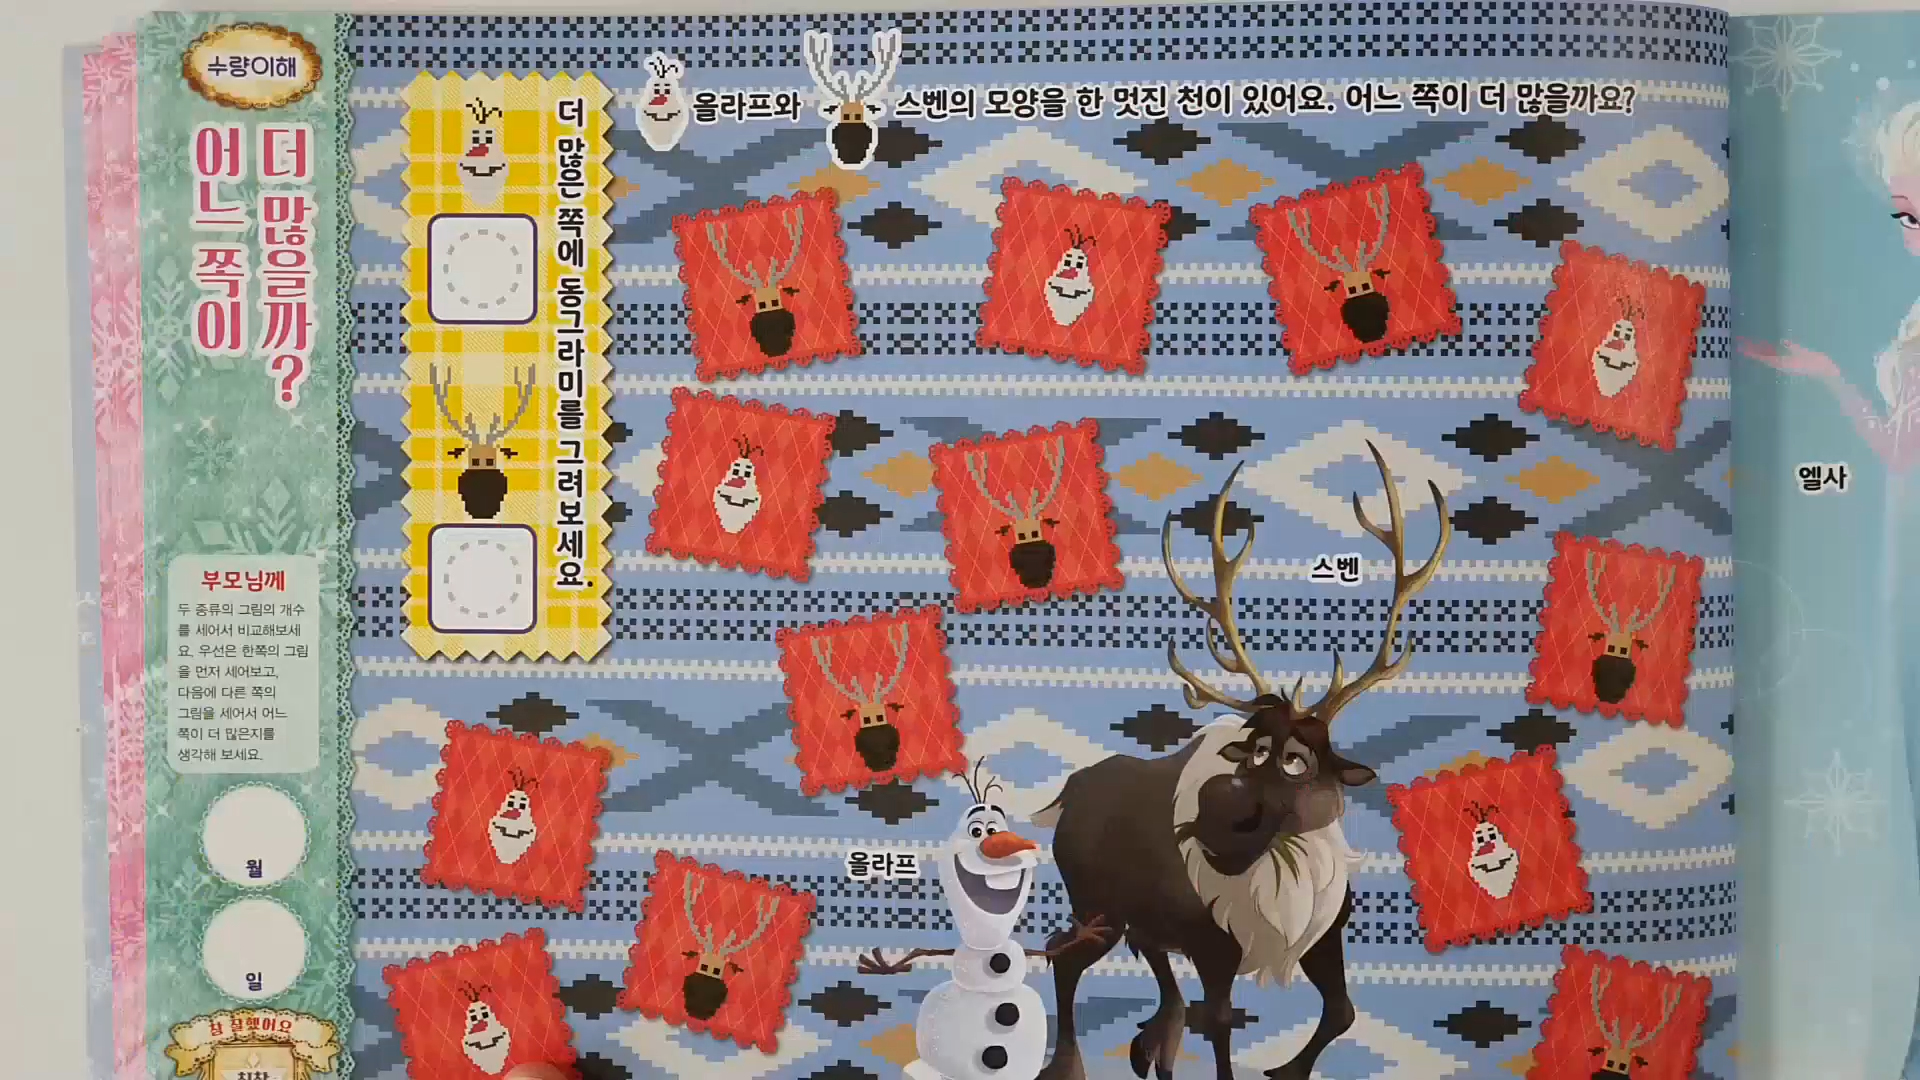 수량이해
어느 쪽이
더 많을까?
더 많은 쪽에 동그라미를 그려보세요.
올라프와 스벤의 모양을 한 멋진 천이 있어요. 어느 쪽이 더 많을까요?
부모님께
두 종류의 그림의 개수
를 세어서 비교해보세
요. 우선은 한쪽의 그림
을 먼저 세어보고,
다음에 다른 쪽의
그림을 세어서 어느
쪽이 더 많은지를
생각해 보세요.
월
일
참 잘했어요
칭찬
올라프
스벤
엘사